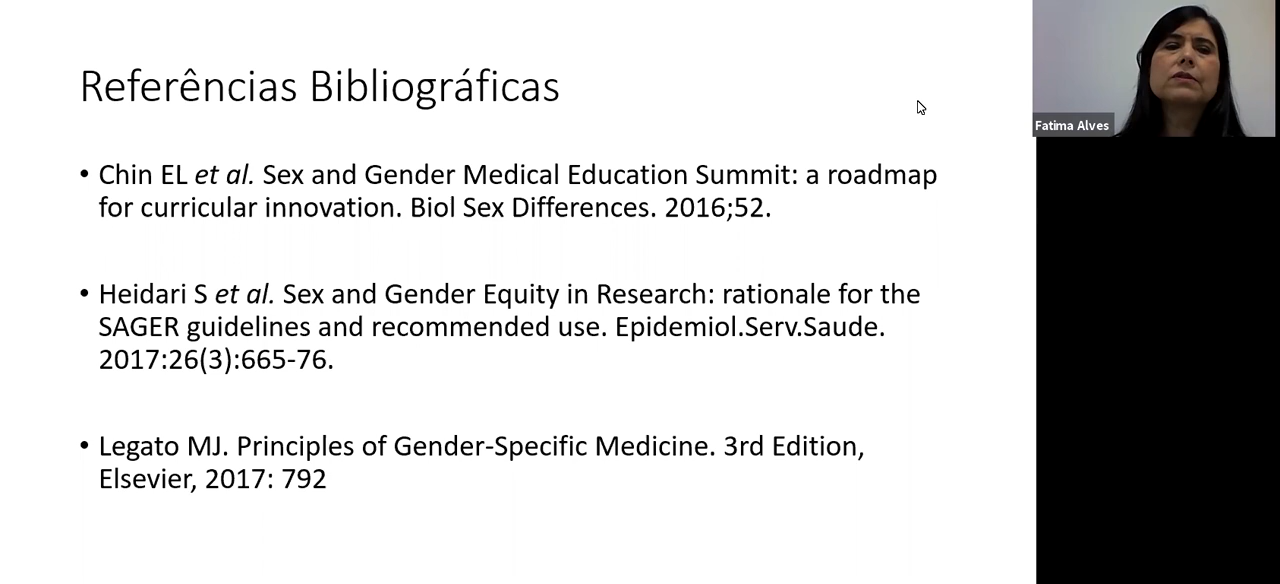 Referências Bibliográficas
Fatima Alves
• Chin EL et al. Sex and Gender Medical Education Summit: a roadmap
for curricular innovation. Biol Sex Differences. 2016;52.
• Heidari S et al. Sex and Gender Equity in Research: rationale for the
SAGER guidelines and recommended use. Epidemiol.Serv.Saude.
2017:26(3):665-76.
• Legato MJ. Principles of Gender-Specific Medicine. 3rd Edition,
Elsevier, 2017: 792